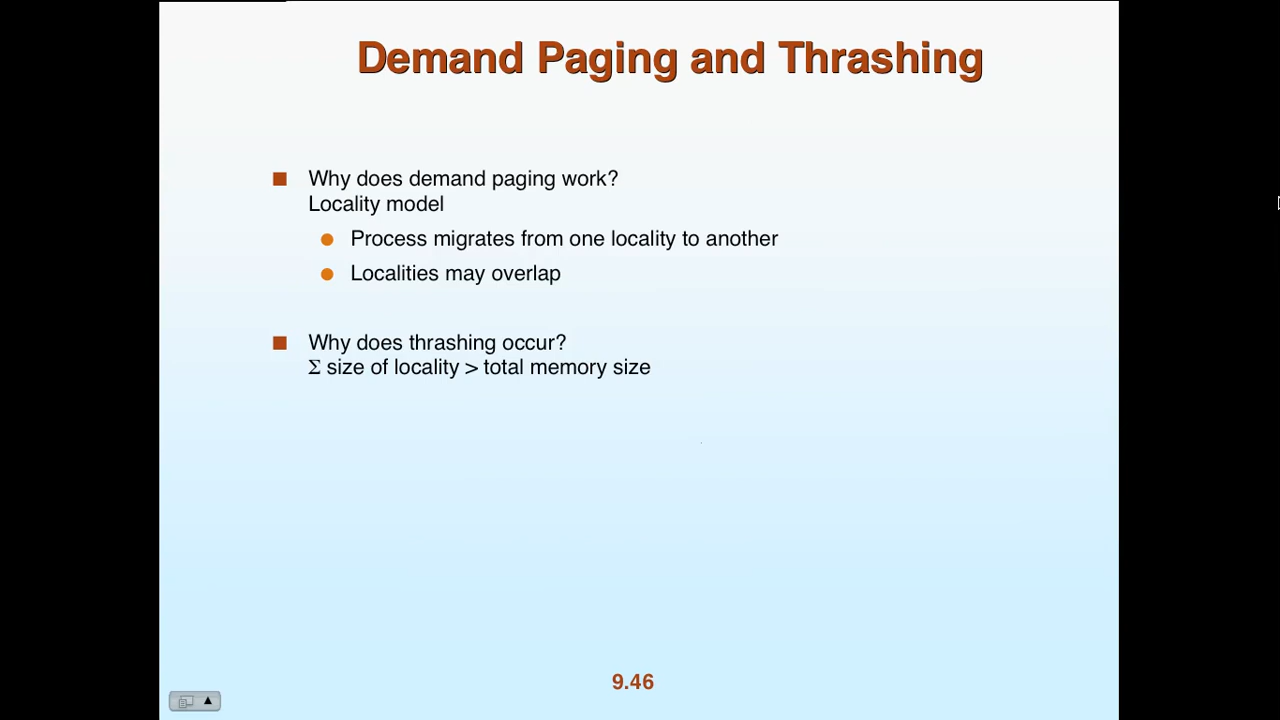 Demand Paging and Thrashing
Why does demand paging work?
Locality model
Process migrates from one locality to another
Localities may overlap
Why does thrashing occur?
Σ size of locality > total memory size
9.46